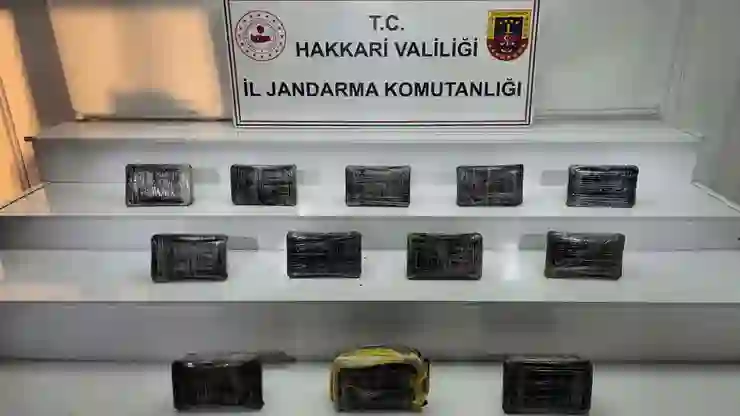 T.C.
HAKKARİ VALİLİĞİ
İL JANDARMA KOMUTANLIĞI